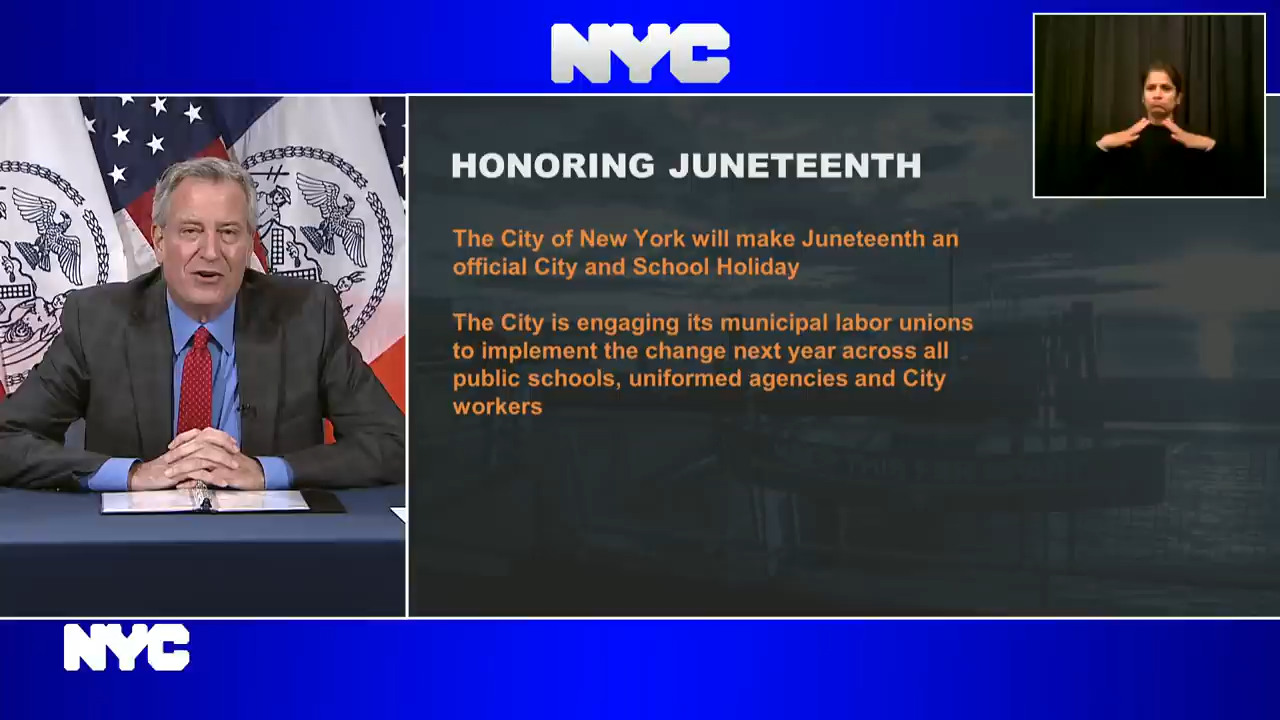 NYC
HONORING JUNETEENTH
The City of New York will make Juneteenth an
official City and School Holiday
The City is engaging its municipal labor unions
to implement the change next year across all
public schools, uniformed agencies and City
workers
NYC